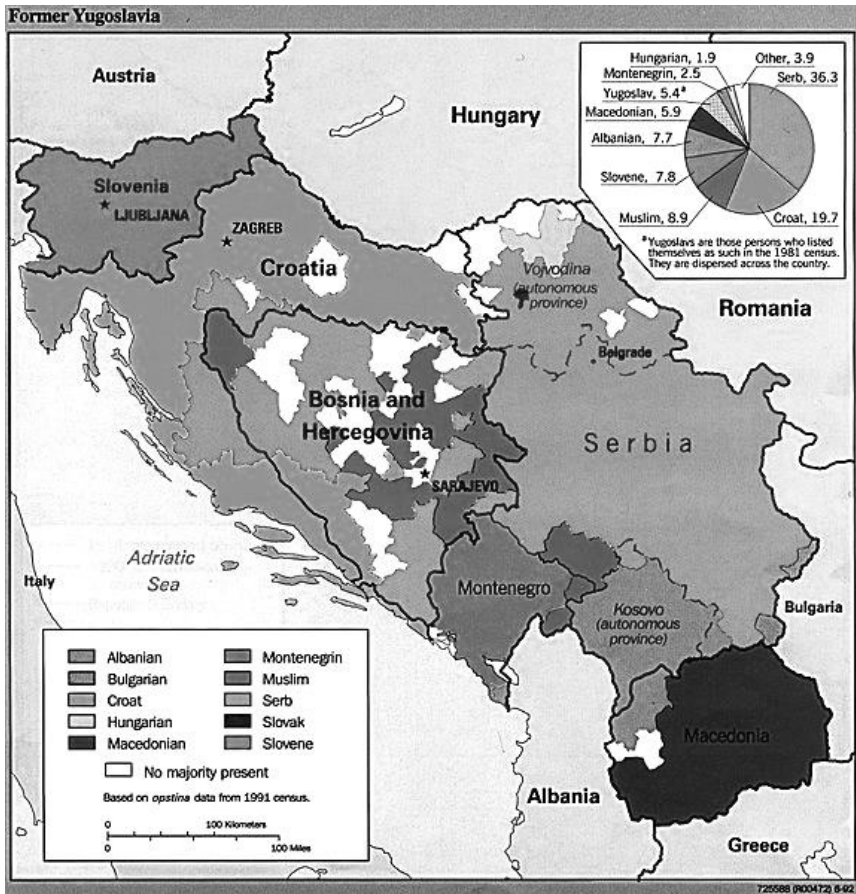 Former Yugoslavia
Austria
Hungary
Hungarian, 1.9
Other, 3.9
Montenegrin, 2.5
Serb, 36.3
Yugoslav, 5.4ª
Macedonian, 5.9
Albanian, 7.7
Slovene, 7.8
Muslim, 8.9
Croat, 19.7
ª Yugoslavs are those persons who listed
themselves as such in the 1981 census.
They are dispersed across the country.
Slovenia
LJUBLJANA
ZAGREB
Croatia
Vojvodina
(autonomous
province)
Romania
Belgrade
Bosnia and
Hercegovina
Serbia
SARAJEVO
Adriatic
Sea
Italy
Montenegro
Kosovo
(autonomous
province)
Bulgaria
Macedonia
Albania
Greece
Albanian
Montenegrin
Bulgarian
Muslim
Croat
Serb
Hungarian
Slovak
Macedonian
Slovene
No majority present
Based on opstina data from 1991 census.
0 100 Kilometers
0 100 Miles
725588 (R00472) 6-92